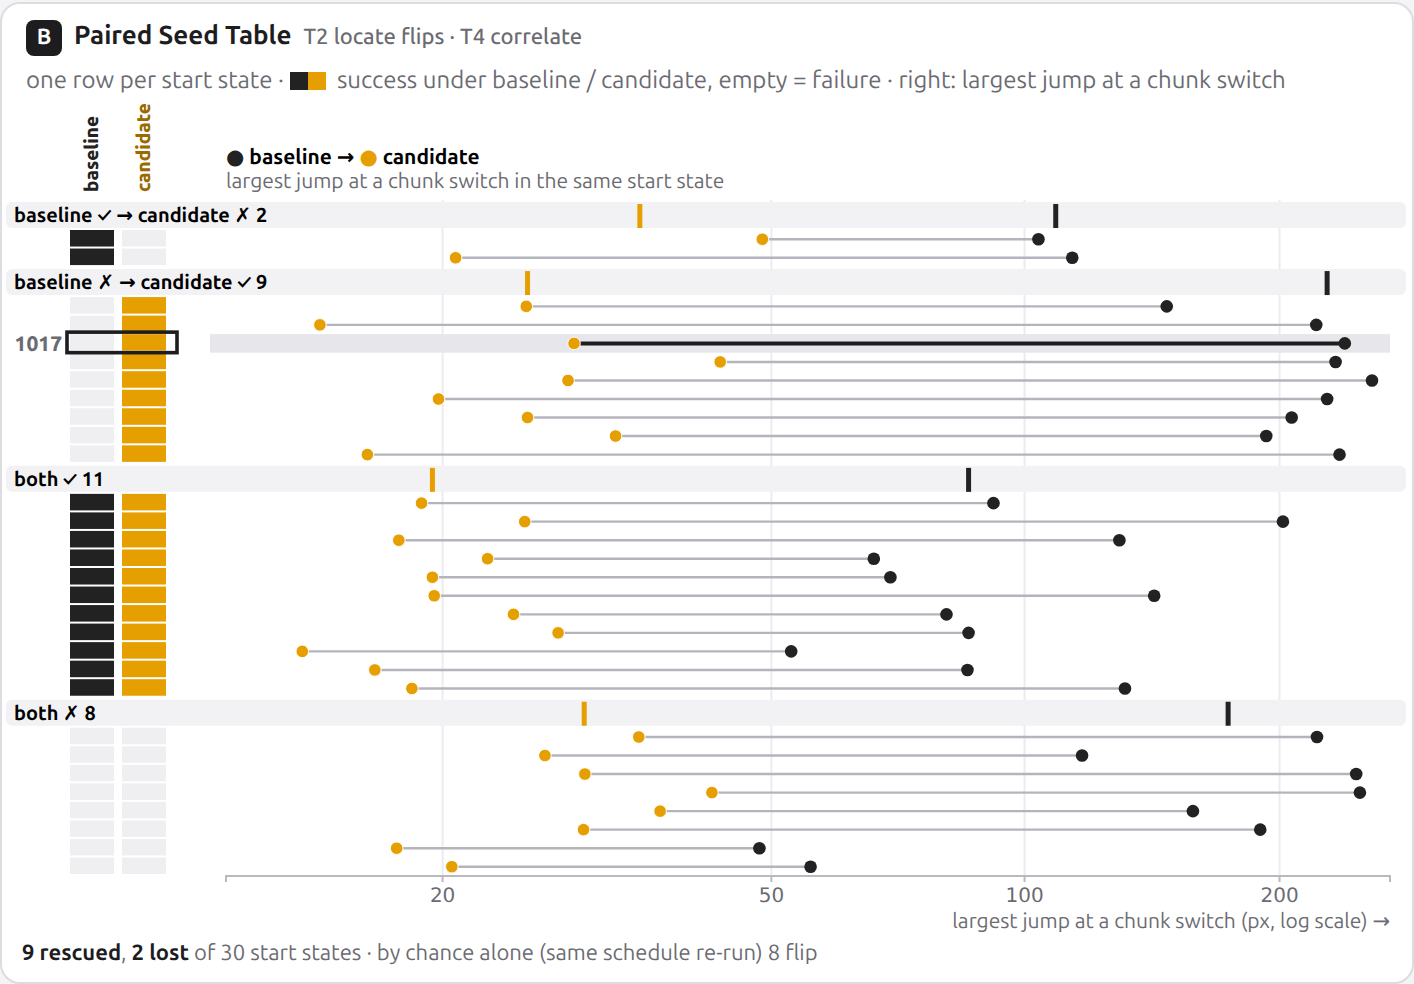 B Paired Seed Table T2 locate flips · T4 correlate
one row per start state · success under baseline / candidate, empty = failure · right: largest jump at a chunk switch
baseline
candidate
baseline → candidate
largest jump at a chunk switch in the same start state
baseline ✓ → candidate ✗ 2
baseline ✗ → candidate ✓ 9
1017
both ✓ 11
both ✗ 8
20 50 100 200
largest jump at a chunk switch (px, log scale) →
9 rescued, 2 lost of 30 start states · by chance alone (same schedule re-run) 8 flip